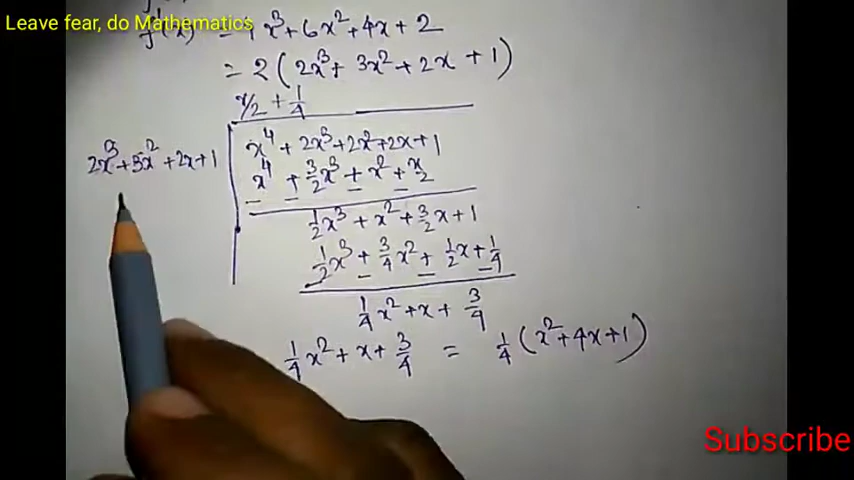 Leave fear, do Mathematics
f'(x) = 4x³ + 6x² + 4x + 2
= 2 ( 2x³ + 3x² + 2x + 1 )
x/2 + 1/4
2x³ + 3x² + 2x + 1
x⁴ + 2x³ + 2x² + 2x + 1
x⁴ + 3/2 x³ + x² + x/2
− − − −
1/2 x³ + x² + 3/2 x + 1
1/2 x³ + 3/4 x² + 1/2 x + 1/4
− − −
1/4 x² + x + 3/4
1/4 x² + x + 3/4 = 1/4 ( x² + 4x + 1 )
Subscribe